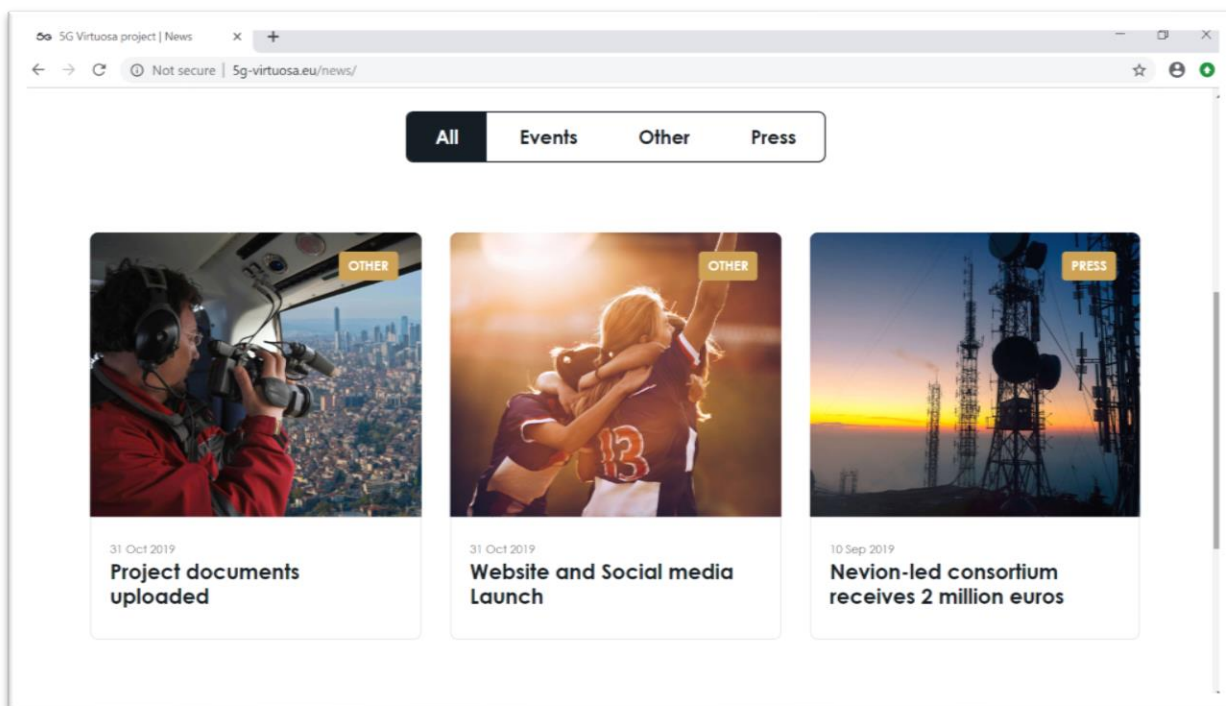 5G 5G Virtuosa project | News
Not secure | 5g-virtuosa.eu/news/
All Events Other Press
OTHER
OTHER
PRESS
31 Oct 2019
Project documents
uploaded
31 Oct 2019
Website and Social media
Launch
10 Sep 2019
Nevion-led consortium
receives 2 million euros
13